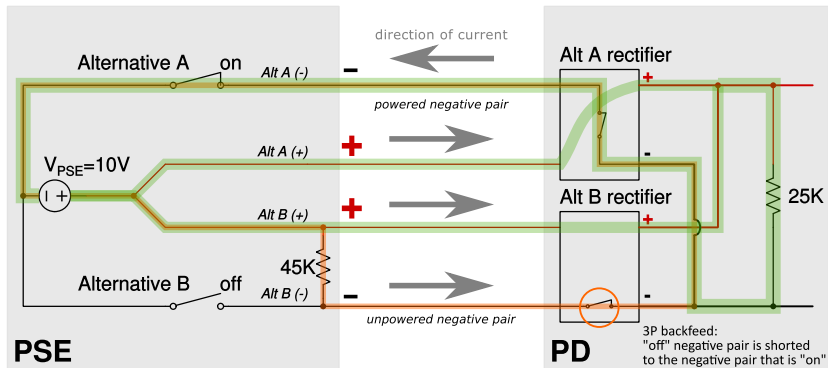 direction of current
Alternative A
on
Alt A (-)
−
Alt A rectifier
+
powered negative pair
Alt A (+)
+
-
VPSE=10V
+
Alt B (+)
+
Alt B rectifier
+
25K
45K
Alternative B
off
Alt B (-)
-
-
unpowered negative pair
3P backfeed:
"off" negative pair is shorted
to the negative pair that is "on"
PSE
PD